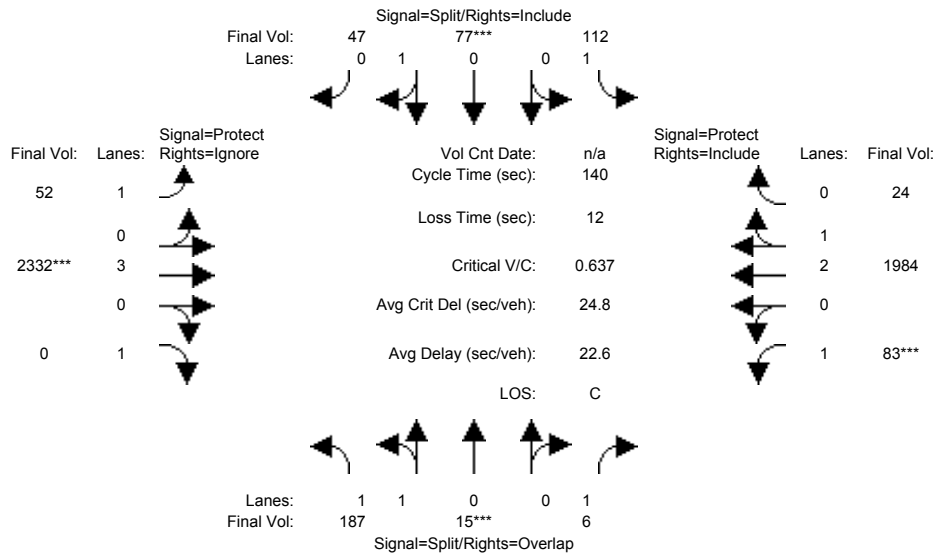 Signal=Split/Rights=Include
Final Vol: 47 77*** 112
Lanes: 0 1 0 0 1
Signal=Protect Signal=Protect
Final Vol: Lanes: Rights=Ignore Vol Cnt Date: n/a Rights=Include Lanes: Final Vol:
Cycle Time (sec): 140
52 1 0 24
Loss Time (sec): 12
0 1
2332*** 3 Critical V/C: 0.637 2 1984
0 Avg Crit Del (sec/veh): 24.8 0
0 1 Avg Delay (sec/veh): 22.6 1 83***
LOS: C
Lanes: 1 1 0 0 1
Final Vol: 187 15*** 6
Signal=Split/Rights=Overlap